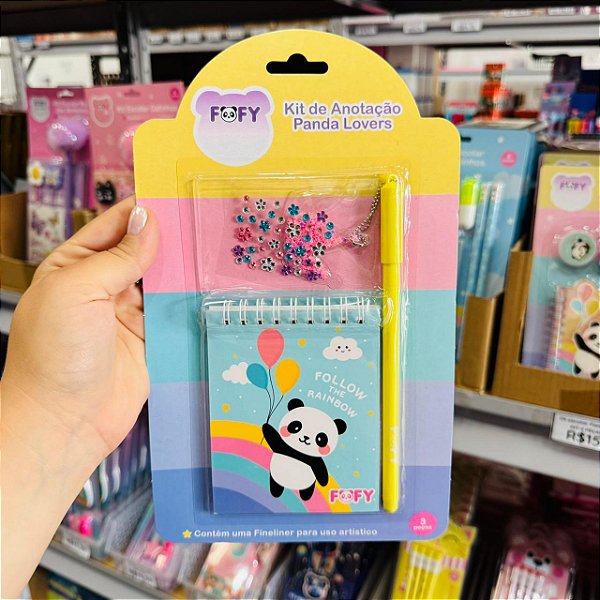 FOFY
Kit de Anotação
Panda Lovers
FOLLOW
THE
RAINBOW
FOFY
Contém uma Fineliner para uso artístico
3
peças
FOFY
R$15